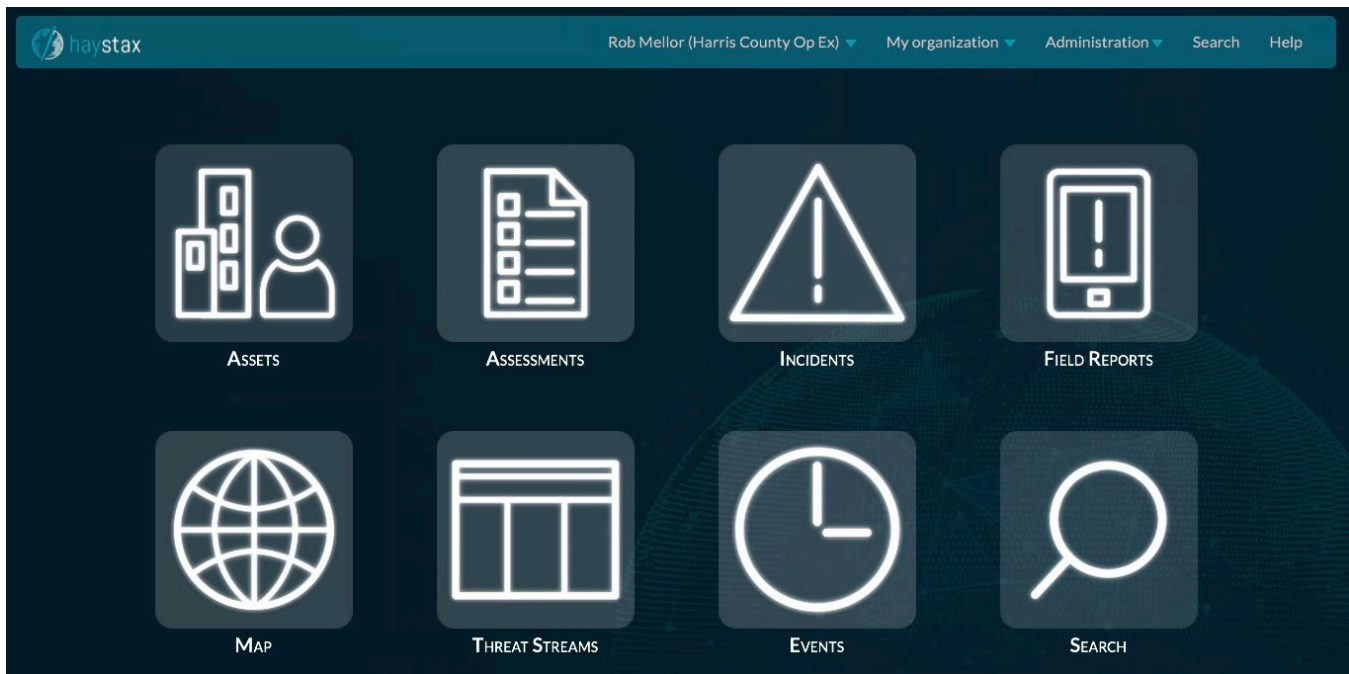 haystax
Rob Mellor (Harris County Op Ex) My organization Administration Search Help
Assets Assessments Incidents Field Reports
Map Threat Streams Events Search